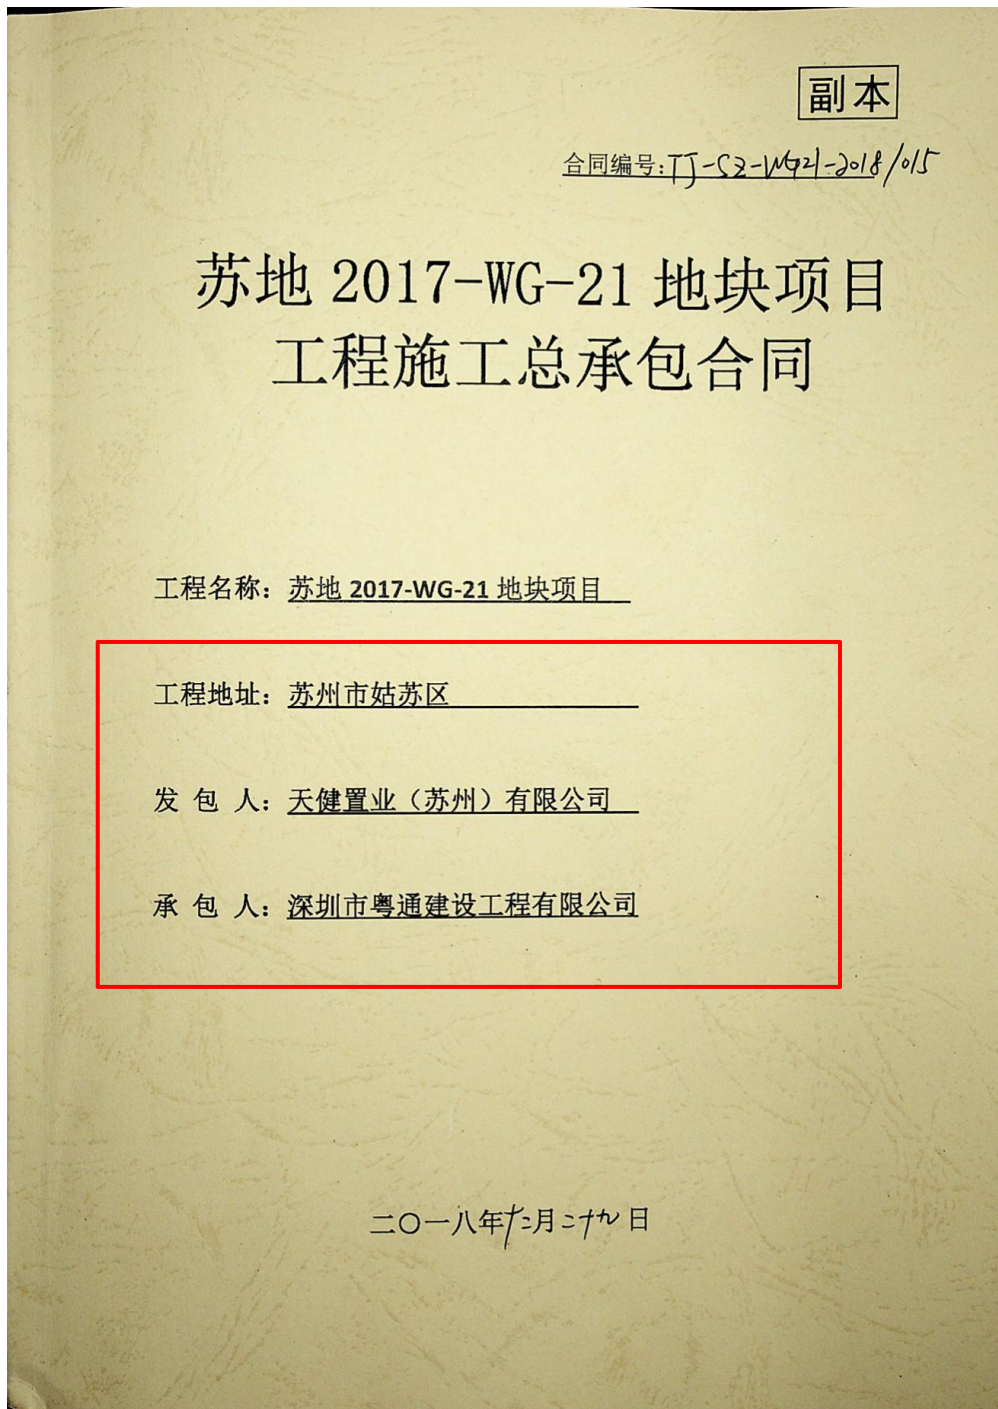 副本
合同编号:TJ-SZ-WG21-2018/015
苏地 2017-WG-21 地块项目
工程施工总承包合同
工程名称：苏地 2017-WG-21 地块项目
工程地址：苏州市姑苏区
发 包 人：天健置业（苏州）有限公司
承 包 人：深圳市粤通建设工程有限公司
二〇一八年十二月二十九日